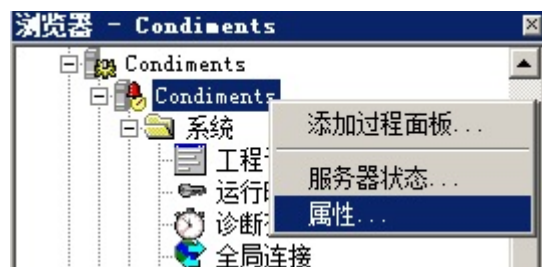 浏览器 - Condiments
Condiments
Condiments
系统
添加过程面板...
工程
服务器状态...
运行
属性...
诊断
全局连接